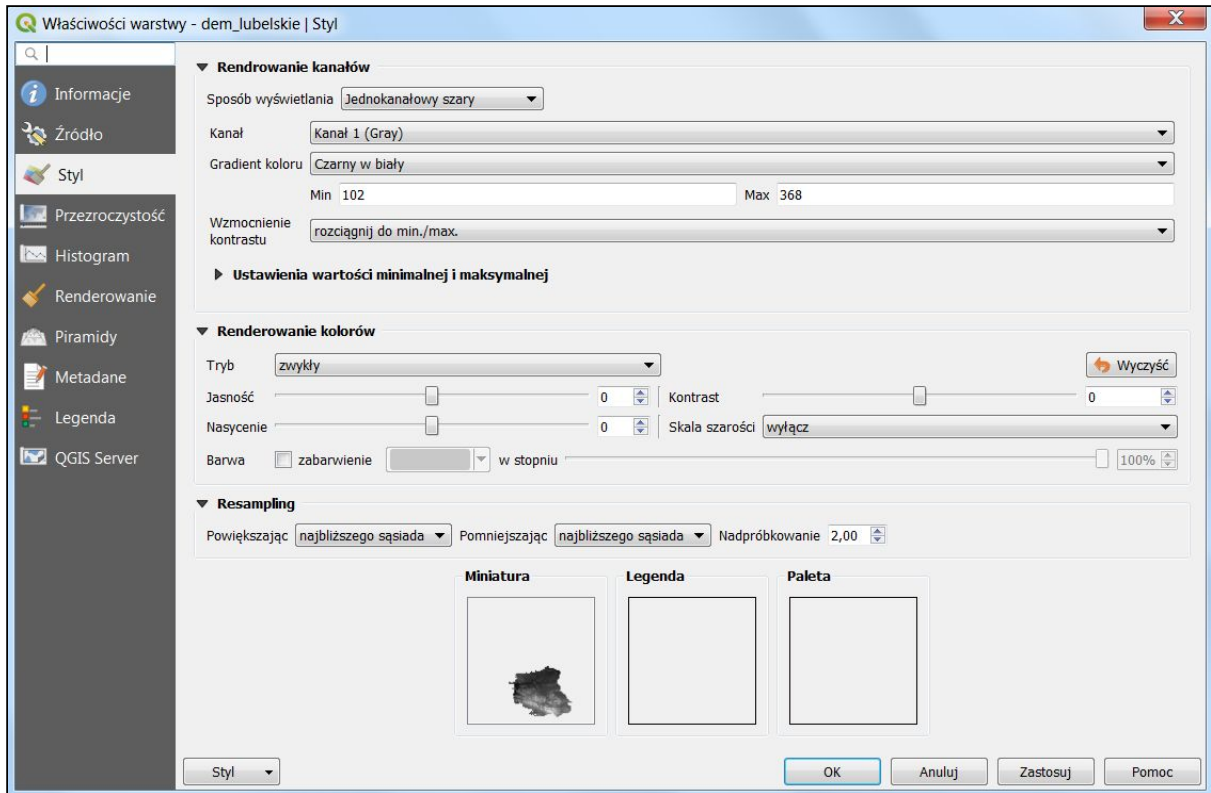 Właściwości warstwy - dem_lubelskie | Styl
Informacje
Źródło
Styl
Przezroczystość
Histogram
Renderowanie
Piramidy
Metadane
Legenda
QGIS Server
Rendrowanie kanałów
Sposób wyświetlania Jednokanałowy szary
Kanał Kanał 1 (Gray)
Gradient koloru Czarny w biały
Min 102 Max 368
Wzmocnienie kontrastu rozciągnij do min./max.
Ustawienia wartości minimalnej i maksymalnej
Renderowanie kolorów
Tryb zwykły Wyczyść
Jasność 0 Kontrast 0
Nasycenie 0 Skala szarości wyłącz
Barwa zabarwienie w stopniu 100%
Resampling
Powiększając najbliższego sąsiada Pomniejszając najbliższego sąsiada Nadpróbkowanie 2,00
Miniatura Legenda Paleta
Styl OK Anuluj Zastosuj Pomoc